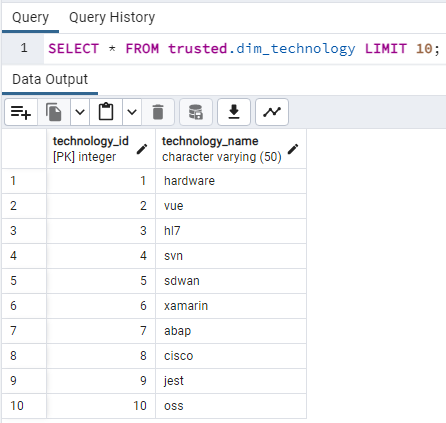 Query Query History
1 SELECT * FROM trusted.dim_technology LIMIT 10;
Data Output
technology_id technology_name
[PK] integer character varying (50)
1 1 hardware
2 2 vue
3 3 hl7
4 4 svn
5 5 sdwan
6 6 xamarin
7 7 abap
8 8 cisco
9 9 jest
10 10 oss